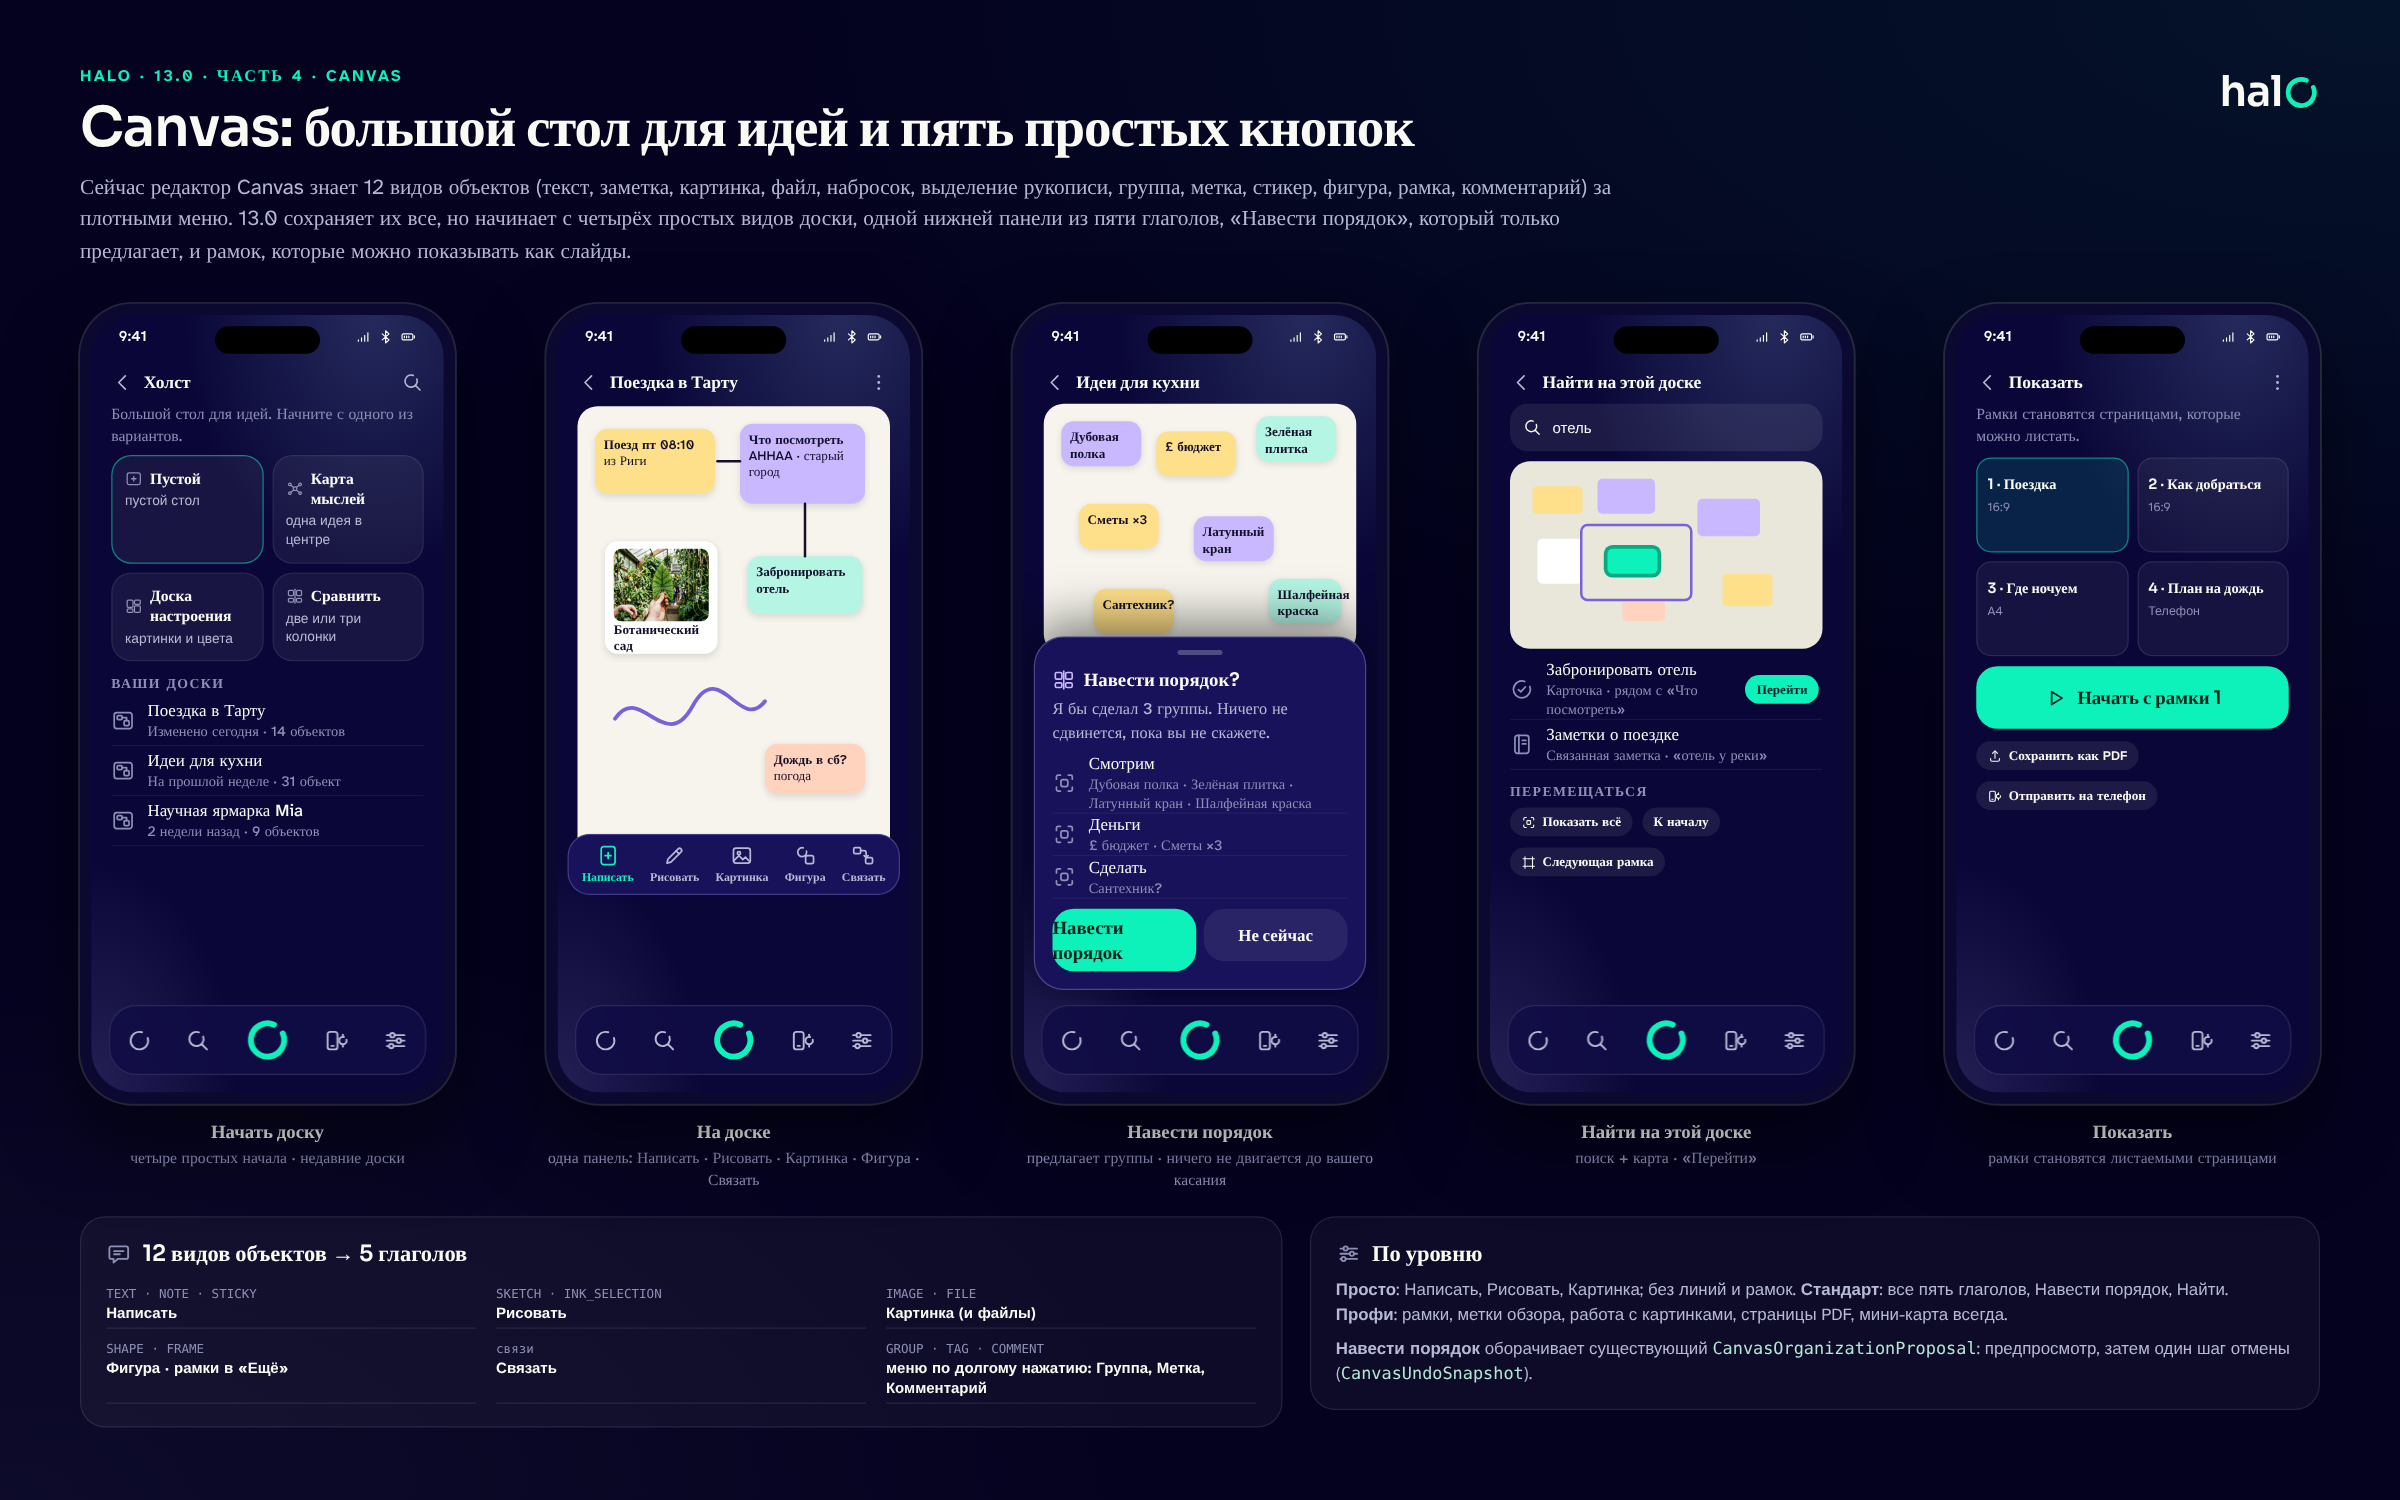 HALO · 13.0 · ЧАСТЬ 4 · CANVAS
halo
Canvas: большой стол для идей и пять простых кнопок
Сейчас редактор Canvas знает 12 видов объектов (текст, заметка, картинка, файл, набросок, выделение рукописи, группа, метка, стикер, фигура, рамка, комментарий) за
плотными меню. 13.0 сохраняет их все, но начинает с четырёх простых видов доски, одной нижней панели из пяти глаголов, «Навести порядок», который только
предлагает, и рамок, которые можно показывать как слайды.
9:41
Холст
Большой стол для идей. Начните с одного из
вариантов.
Пустой
пустой стол
Карта
мыслей
одна идея в
центре
Доска
настроения
картинки и цвета
Сравнить
две или три
колонки
ВАШИ ДОСКИ
Поездка в Тарту
Изменено сегодня · 14 объектов
Идеи для кухни
На прошлой неделе · 31 объект
Научная ярмарка Mia
2 недели назад · 9 объектов
Начать доску
четыре простых начала · недавние доски
9:41
Поездка в Тарту
Поезд пт 08:10
из Риги
Что посмотреть
AHHAA · старый
город
Ботанический
сад
Забронировать
отель
Дождь в сб?
погода
Написать
Рисовать
Картинка
Фигура
Связать
На доске
одна панель: Написать · Рисовать · Картинка · Фигура ·
Связать
9:41
Идеи для кухни
Дубовая
полка
£ бюджет
Зелёная
плитка
Сметы ×3
Латунный
кран
Сантехник?
Шалфейная
краска
Навести порядок?
Я бы сделал 3 группы. Ничего не
сдвинется, пока вы не скажете.
Смотрим
Дубовая полка · Зелёная плитка ·
Латунный кран · Шалфейная краска
Деньги
£ бюджет · Сметы ×3
Сделать
Сантехник?
Навести
порядок
Не сейчас
Навести порядок
предлагает группы · ничего не двигается до вашего
касания
9:41
Найти на этой доске
отель
Забронировать отель
Карточка · рядом с «Что
посмотреть»
Перейти
Заметки о поездке
Связанная заметка · «отель у реки»
ПЕРЕМЕЩАТЬСЯ
Показать всё
К началу
Следующая рамка
Найти на этой доске
поиск + карта · «Перейти»
9:41
Показать
Рамки становятся страницами, которые
можно листать.
1 · Поездка
16:9
2 · Как добраться
16:9
3 · Где ночуем
A4
4 · План на дождь
Телефон
Начать с рамки 1
Сохранить как PDF
Отправить на телефон
Показать
рамки становятся листаемыми страницами
12 видов объектов → 5 глаголов
TEXT · NOTE · STICKY
Написать
SKETCH · INK_SELECTION
Рисовать
IMAGE · FILE
Картинка (и файлы)
SHAPE · FRAME
Фигура · рамки в «Ещё»
связи
Связать
GROUP · TAG · COMMENT
меню по долгому нажатию: Группа, Метка,
Комментарий
По уровню
Просто: Написать, Рисовать, Картинка; без линий и рамок. Стандарт: все пять глаголов, Навести порядок, Найти.
Профи: рамки, метки обзора, работа с картинками, страницы PDF, мини-карта всегда.
Навести порядок оборачивает существующий CanvasOrganizationProposal: предпросмотр, затем один шаг отмены
(CanvasUndoSnapshot).